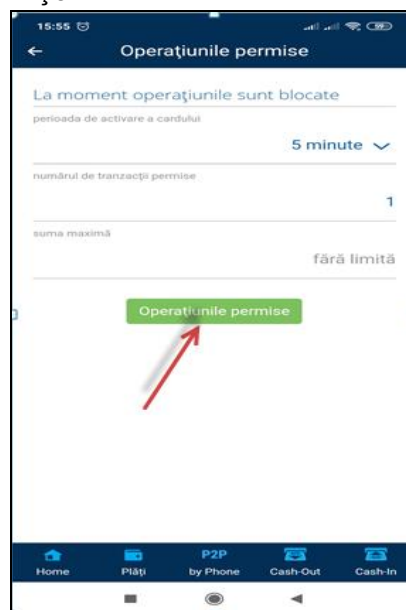 15:55
59
Operaţiunile permise
La moment operaţiunile sunt blocate
perioada de activare a cardului
5 minute
numărul de tranzacţii permise
1
suma maximă
fără limită
Operaţiunile permise
Home Plăţi P2P by Phone Cash-Out Cash-In